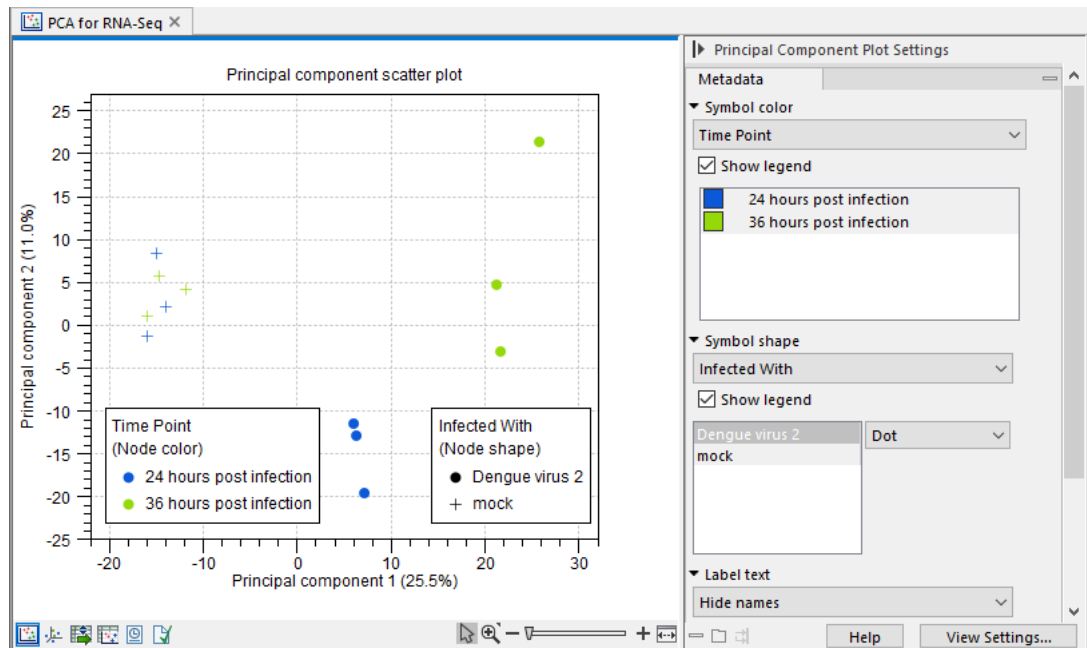 PCA for RNA-Seq
Principal component scatter plot
25
20
15
10
5
0
-5
-10
-15
-20
-25
Principal component 2 (11.0%)
-20 -10 0 10 20 30
Principal component 1 (25.5%)
Time Point
(Node color)
24 hours post infection
36 hours post infection
Infected With
(Node shape)
Dengue virus 2
mock
Principal Component Plot Settings
Metadata
Symbol color
Time Point
Show legend
24 hours post infection
36 hours post infection
Symbol shape
Infected With
Show legend
Dengue virus 2
Dot
mock
Label text
Hide names
Help
View Settings...